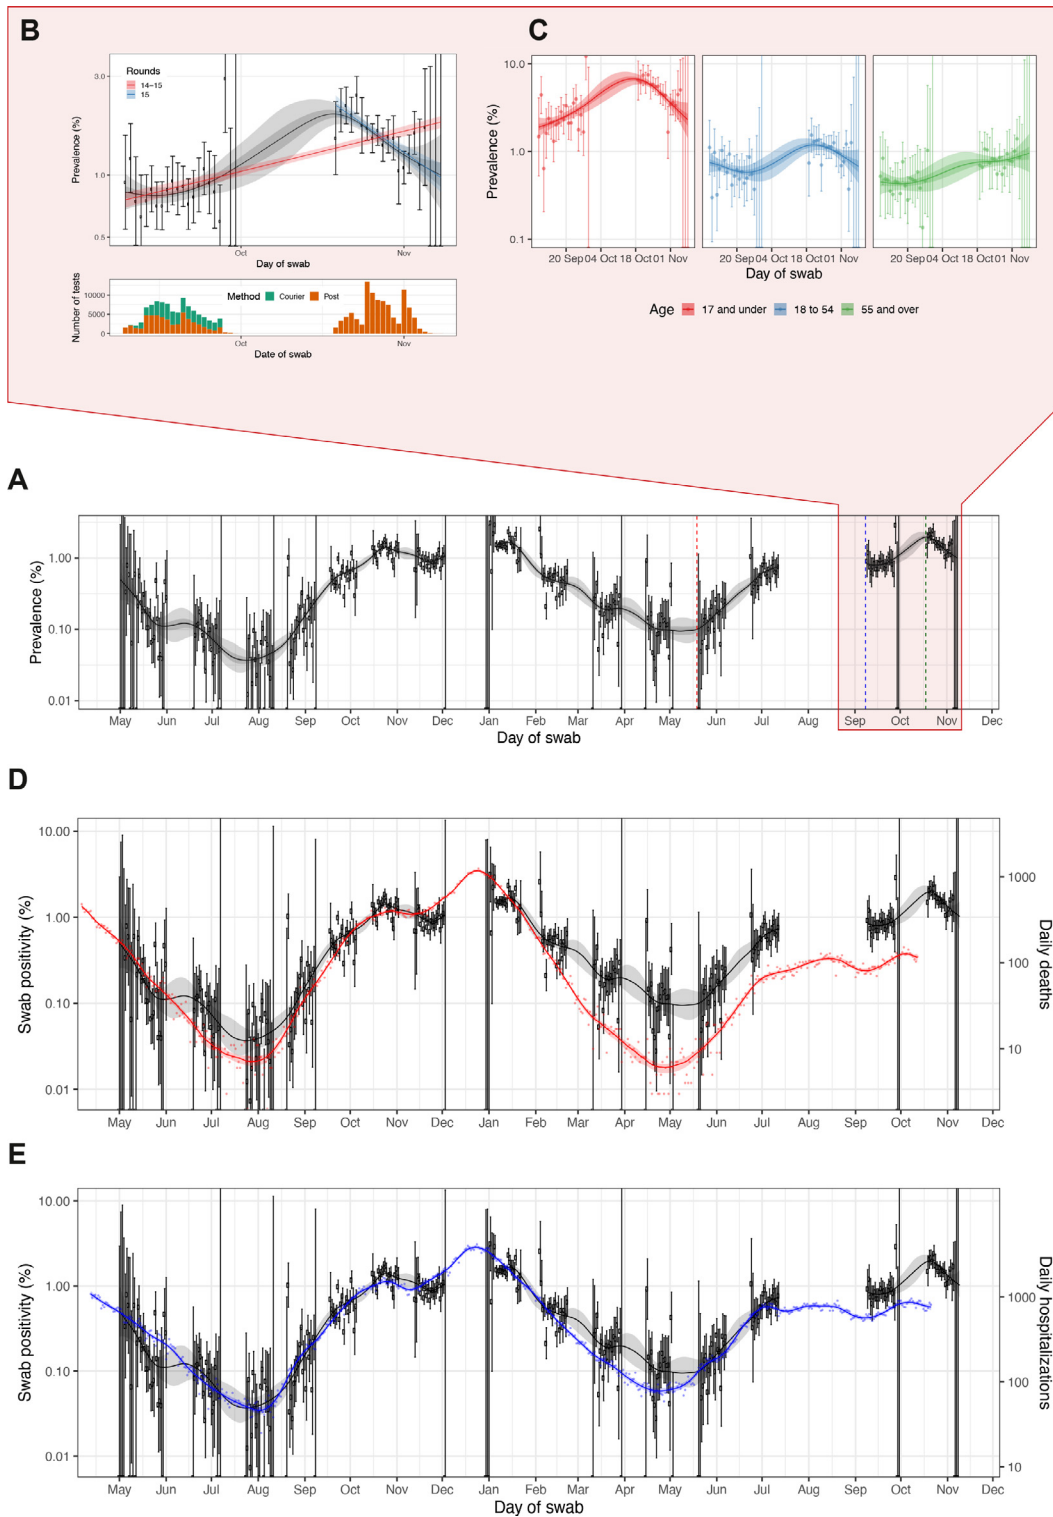 B
Rounds
14-15
15
Prevalence (%)
3.0
1.0
0.5
Oct
Nov
Day of swab
Number of tests
10000
5000
0
Method
Courier
Post
Oct
Nov
Date of swab
C
Prevalence (%)
10.0
1.0
0.1
20 Sep 04 Oct 18 Oct 01 Nov
20 Sep 04 Oct 18 Oct 01 Nov
20 Sep 04 Oct 18 Oct 01 Nov
Day of swab
Age 17 and under 18 to 54 55 and over
A
Prevalence (%)
1.00
0.10
0.01
May Jun Jul Aug Sep Oct Nov Dec Jan Feb Mar Apr May Jun Jul Sep Oct Nov Dec
Day of swab
D
Swab positivity (%)
10.00
1.00
0.10
0.01
1000
100
10
Daily deaths
May Jun Jul Aug Sep Oct Nov Dec Jan Feb Mar Apr May Jun Jul Aug Sep Oct Nov Dec
E
Swab positivity (%)
10.00
1.00
0.10
0.01
1000
100
10
Daily hospitalizations
May Jun Jul Aug Sep Oct Nov Dec Jan Feb Mar Apr May Jun Jul Aug Sep Oct Nov Dec
Day of swab